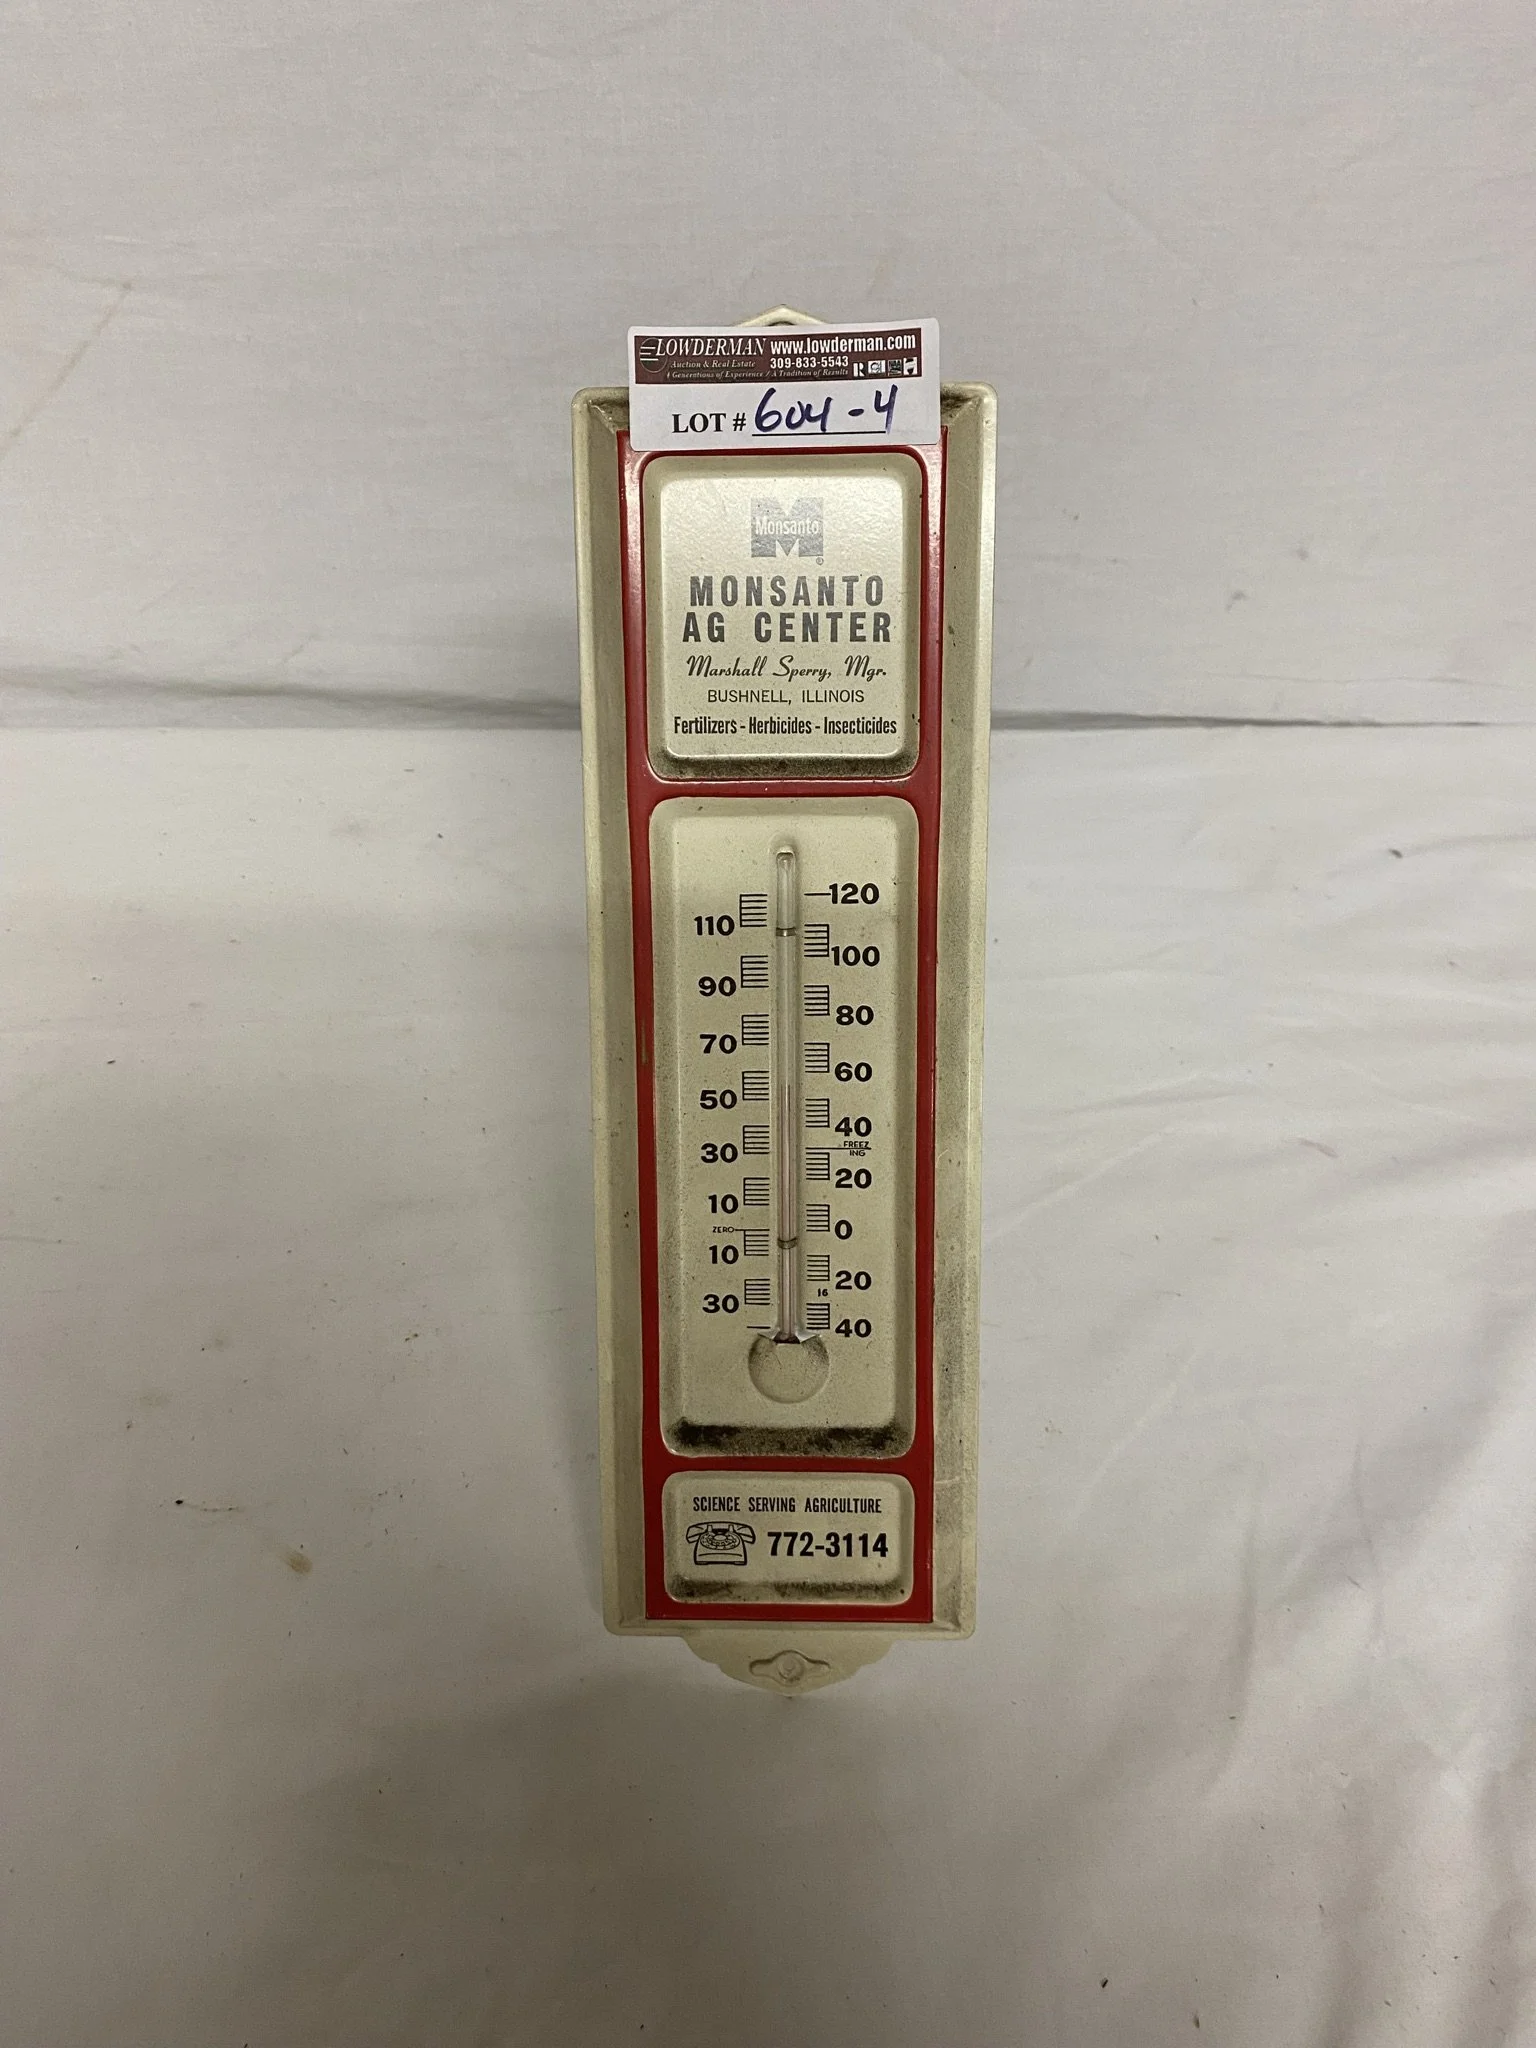 LOWDERMAN www.lowderman.com
Auction & Real Estate 309-833-5543
Generations of Experience / A Tradition of Results
LOT # 604-4
Monsanto
®
MONSANTO
AG CENTER
Marshall Sperry, Mgr.
BUSHNELL, ILLINOIS
Fertilizers - Herbicides - Insecticides
120
110
100
90
80
70
60
50
40
FREEZ
ING
30
20
10
ZERO
0
10
20
16
30
40
SCIENCE SERVING AGRICULTURE
772-3114